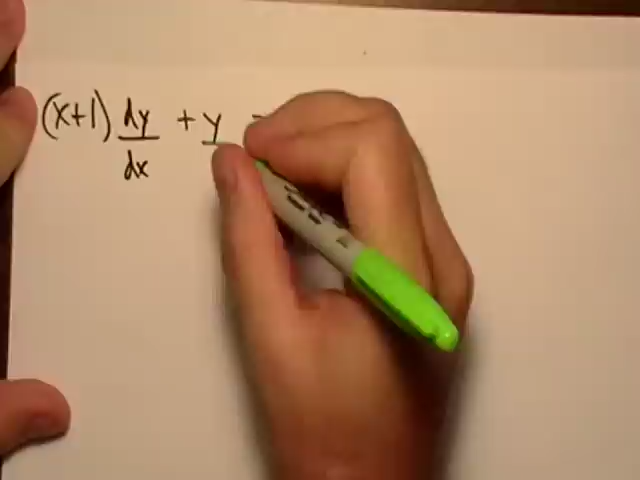 (x+1) dy/dx + y